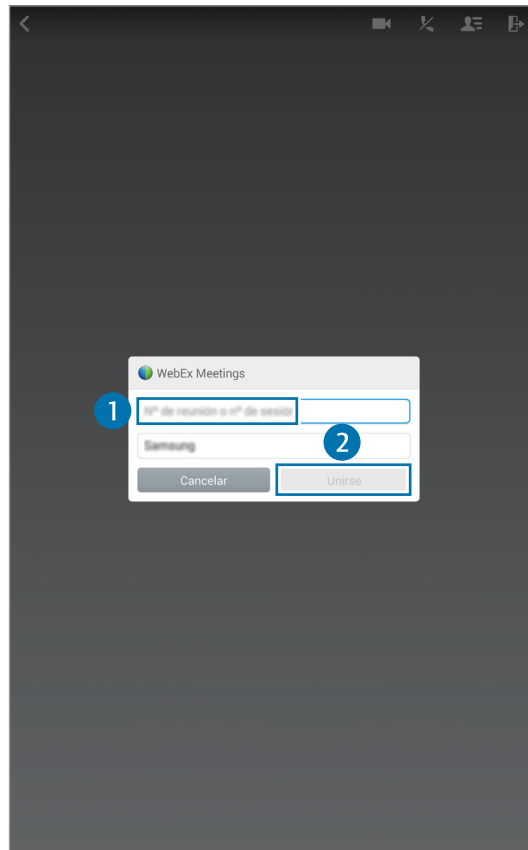 WebEx Meetings
1
Nº de reunión o nº de sesión
Samsung
2
Cancelar
Unirse